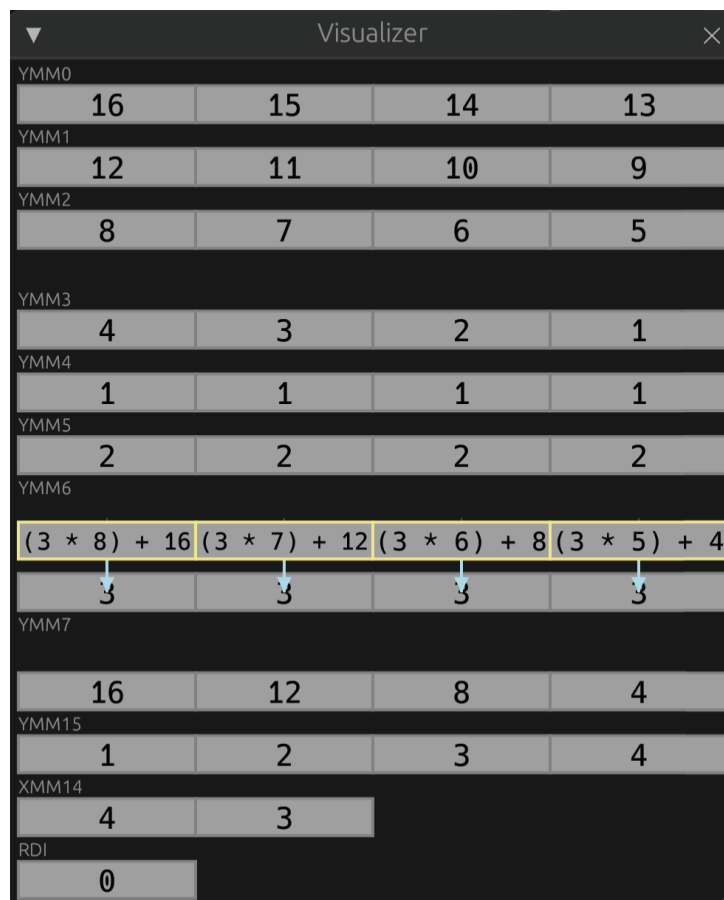 Visualizer
YMM0
16 15 14 13
YMM1
12 11 10 9
YMM2
8 7 6 5
YMM3
4 3 2 1
YMM4
1 1 1 1
YMM5
2 2 2 2
YMM6
(3 * 8) + 16 (3 * 7) + 12 (3 * 6) + 8 (3 * 5) + 4
3 3 3 3
YMM7
16 12 8 4
YMM15
1 2 3 4
XMM14
4 3
RDI
0